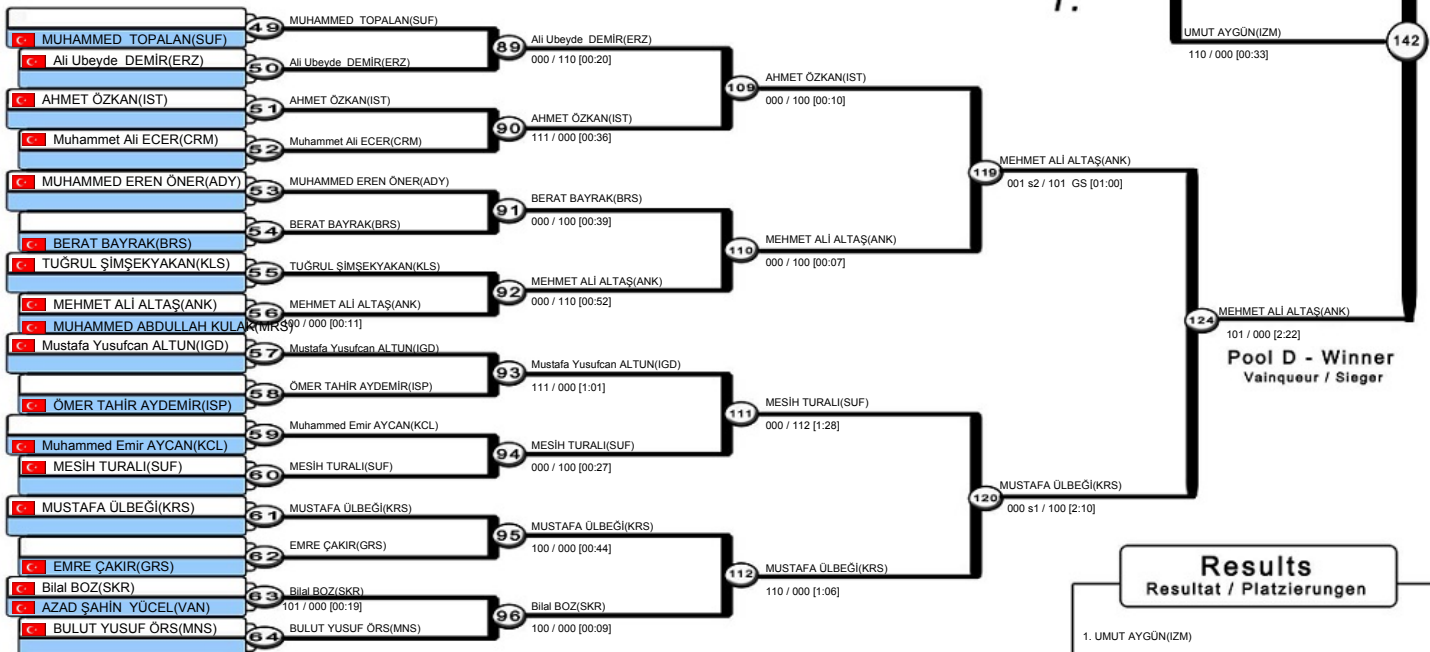 1.
MUHAMMED TOPALAN(SUF)
Ali Ubeyde DEMİR(ERZ)
AHMET ÖZKAN(IST)
Muhammet Ali ECER(CRM)
MUHAMMED EREN ÖNER(ADY)
BERAT BAYRAK(BRS)
TUĞRUL ŞİMŞEKYAKAN(KLS)
MEHMET ALİ ALTAŞ(ANK)
MUHAMMED ABDULLAH KULAK(MRS)
Mustafa Yusufcan ALTUN(IGD)
ÖMER TAHİR AYDEMİR(ISP)
Muhammed Emir AYCAN(KCL)
MESİH TURALI(SUF)
MUSTAFA ÜLBEĞİ(KRS)
EMRE ÇAKIR(GRS)
Bilal BOZ(SKR)
AZAD ŞAHİN YÜCEL(VAN)
BULUT YUSUF ÖRS(MNS)
49
MUHAMMED TOPALAN(SUF)
50
Ali Ubeyde DEMİR(ERZ)
51
AHMET ÖZKAN(IST)
52
Muhammet Ali ECER(CRM)
53
MUHAMMED EREN ÖNER(ADY)
54
BERAT BAYRAK(BRS)
55
TUĞRUL ŞİMŞEKYAKAN(KLS)
56
MEHMET ALİ ALTAŞ(ANK)
100 / 000 [00:11]
57
Mustafa Yusufcan ALTUN(IGD)
58
ÖMER TAHİR AYDEMİR(ISP)
59
Muhammed Emir AYCAN(KCL)
60
MESİH TURALI(SUF)
61
MUSTAFA ÜLBEĞİ(KRS)
62
EMRE ÇAKIR(GRS)
63
Bilal BOZ(SKR)
101 / 000 [00:19]
64
BULUT YUSUF ÖRS(MNS)
89
Ali Ubeyde DEMİR(ERZ)
000 / 110 [00:20]
90
AHMET ÖZKAN(IST)
111 / 000 [00:36]
91
BERAT BAYRAK(BRS)
000 / 100 [00:39]
92
MEHMET ALİ ALTAŞ(ANK)
000 / 110 [00:52]
93
Mustafa Yusufcan ALTUN(IGD)
111 / 000 [1:01]
94
MESİH TURALI(SUF)
000 / 100 [00:27]
95
MUSTAFA ÜLBEĞİ(KRS)
100 / 000 [00:44]
96
Bilal BOZ(SKR)
100 / 000 [00:09]
109
AHMET ÖZKAN(IST)
000 / 100 [00:10]
110
MEHMET ALİ ALTAŞ(ANK)
000 / 100 [00:07]
111
MESİH TURALI(SUF)
000 / 112 [1:28]
112
MUSTAFA ÜLBEĞİ(KRS)
110 / 000 [1:06]
119
MEHMET ALİ ALTAŞ(ANK)
001 s2 / 101 GS [01:00]
120
MUSTAFA ÜLBEĞİ(KRS)
000 s1 / 100 [2:10]
124
MEHMET ALİ ALTAŞ(ANK)
101 / 000 [2:22]
Pool D - Winner
Vainqueur / Sieger
UMUT AYGÜN(IZM)
110 / 000 [00:33]
142
Results
Resultat / Platzierungen
1. UMUT AYGÜN(IZM)